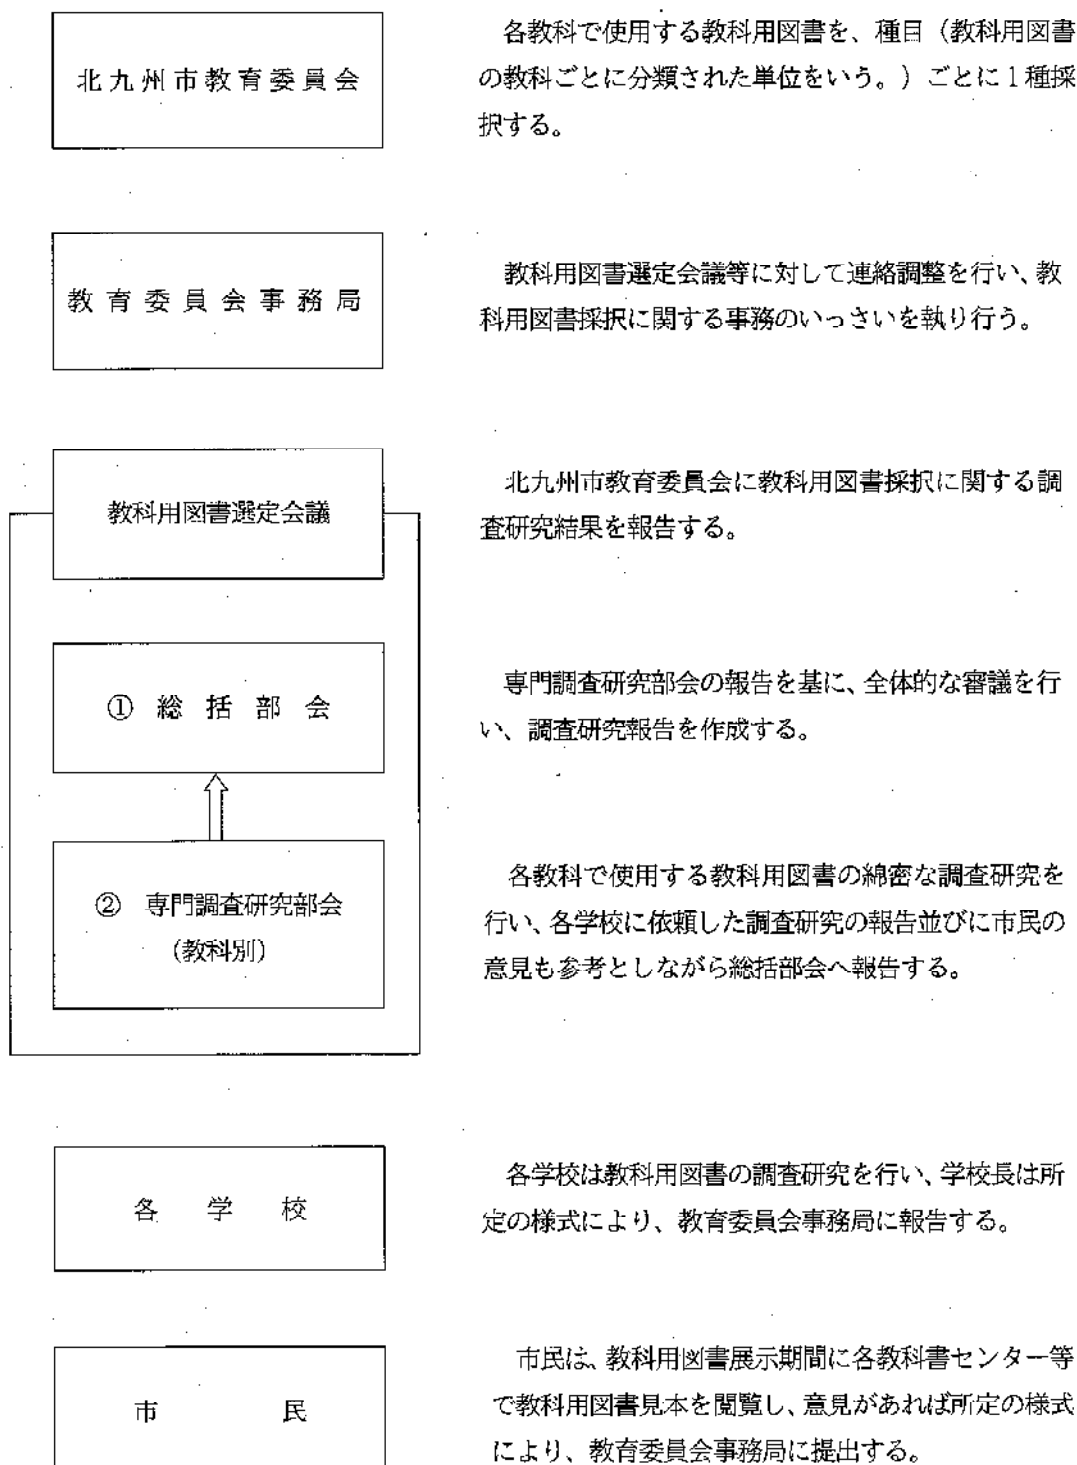 北九州市教育委員会
各教科で使用する教科用図書を、種目（教科用図書
の教科ごとに分類された単位をいう。）ごとに１種採
択する。
教育委員会事務局
教科用図書選定会議等に対して連絡調整を行い、教
科用図書採択に関する事務のいっさいを執り行う。
教科用図書選定会議
北九州市教育委員会に教科用図書採択に関する調
査研究結果を報告する。
① 総括部会
専門調査研究部会の報告を基に、全体的な審議を行
い、調査研究報告を作成する。
② 専門調査研究部会
（教科別）
各教科で使用する教科用図書の綿密な調査研究を
行い、各学校に依頼した調査研究の報告並びに市民の
意見も参考としながら総括部会へ報告する。
各学校
各学校は教科用図書の調査研究を行い、学校長は所
定の様式により、教育委員会事務局に報告する。
市民
市民は、教科用図書展示期間に各教科書センター等
で教科用図書見本を閲覧し、意見があれば所定の様式
により、教育委員会事務局に提出する。